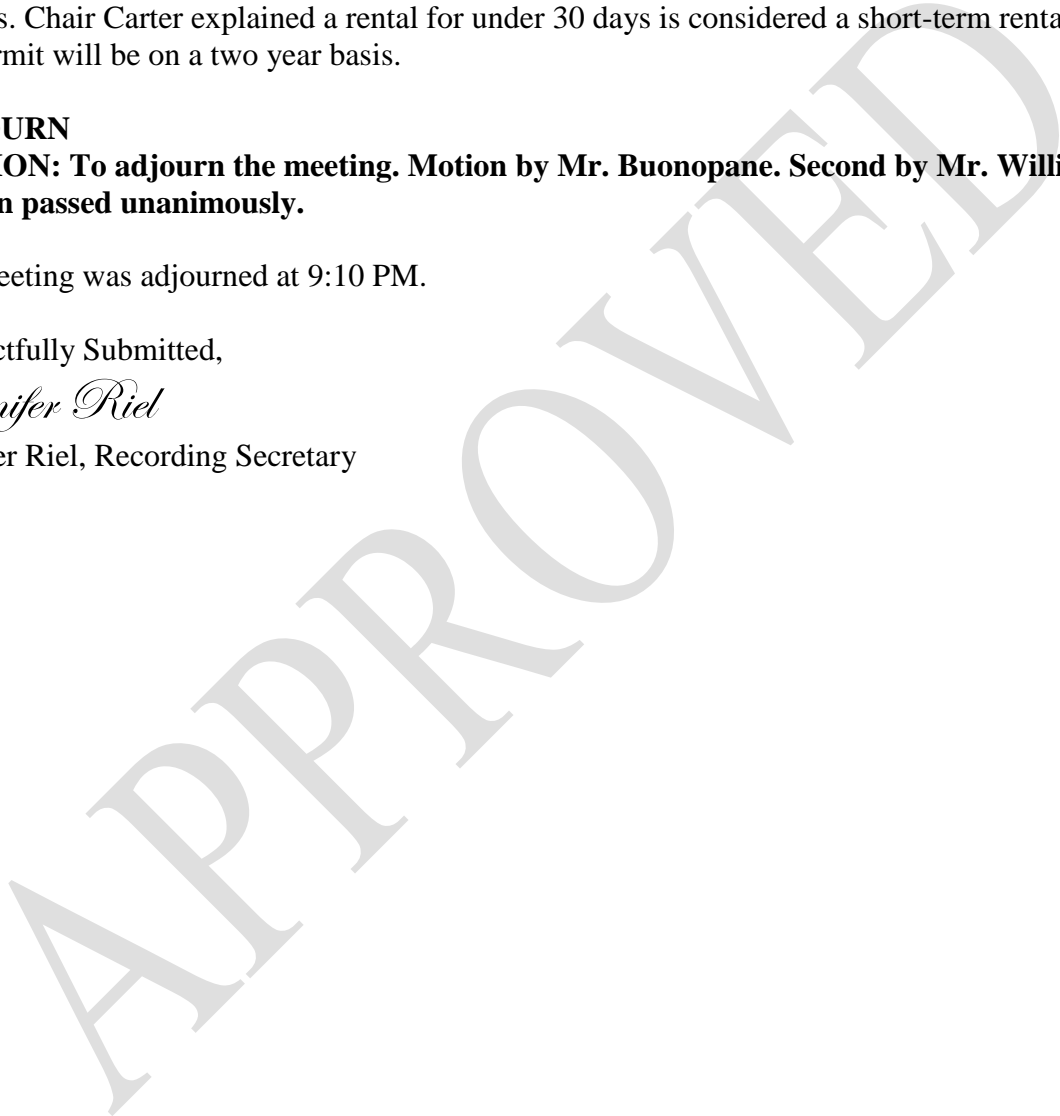 s. Chair Carter explained a rental for under 30 days is considered a short-term renta
rmit will be on a two year basis.
URN
ION: To adjourn the meeting. Motion by Mr. Buonopane. Second by Mr. Willi
n passed unanimously.
eeting was adjourned at 9:10 PM.
ctfully Submitted,
nifer Riel
er Riel, Recording Secretary
APPROVED